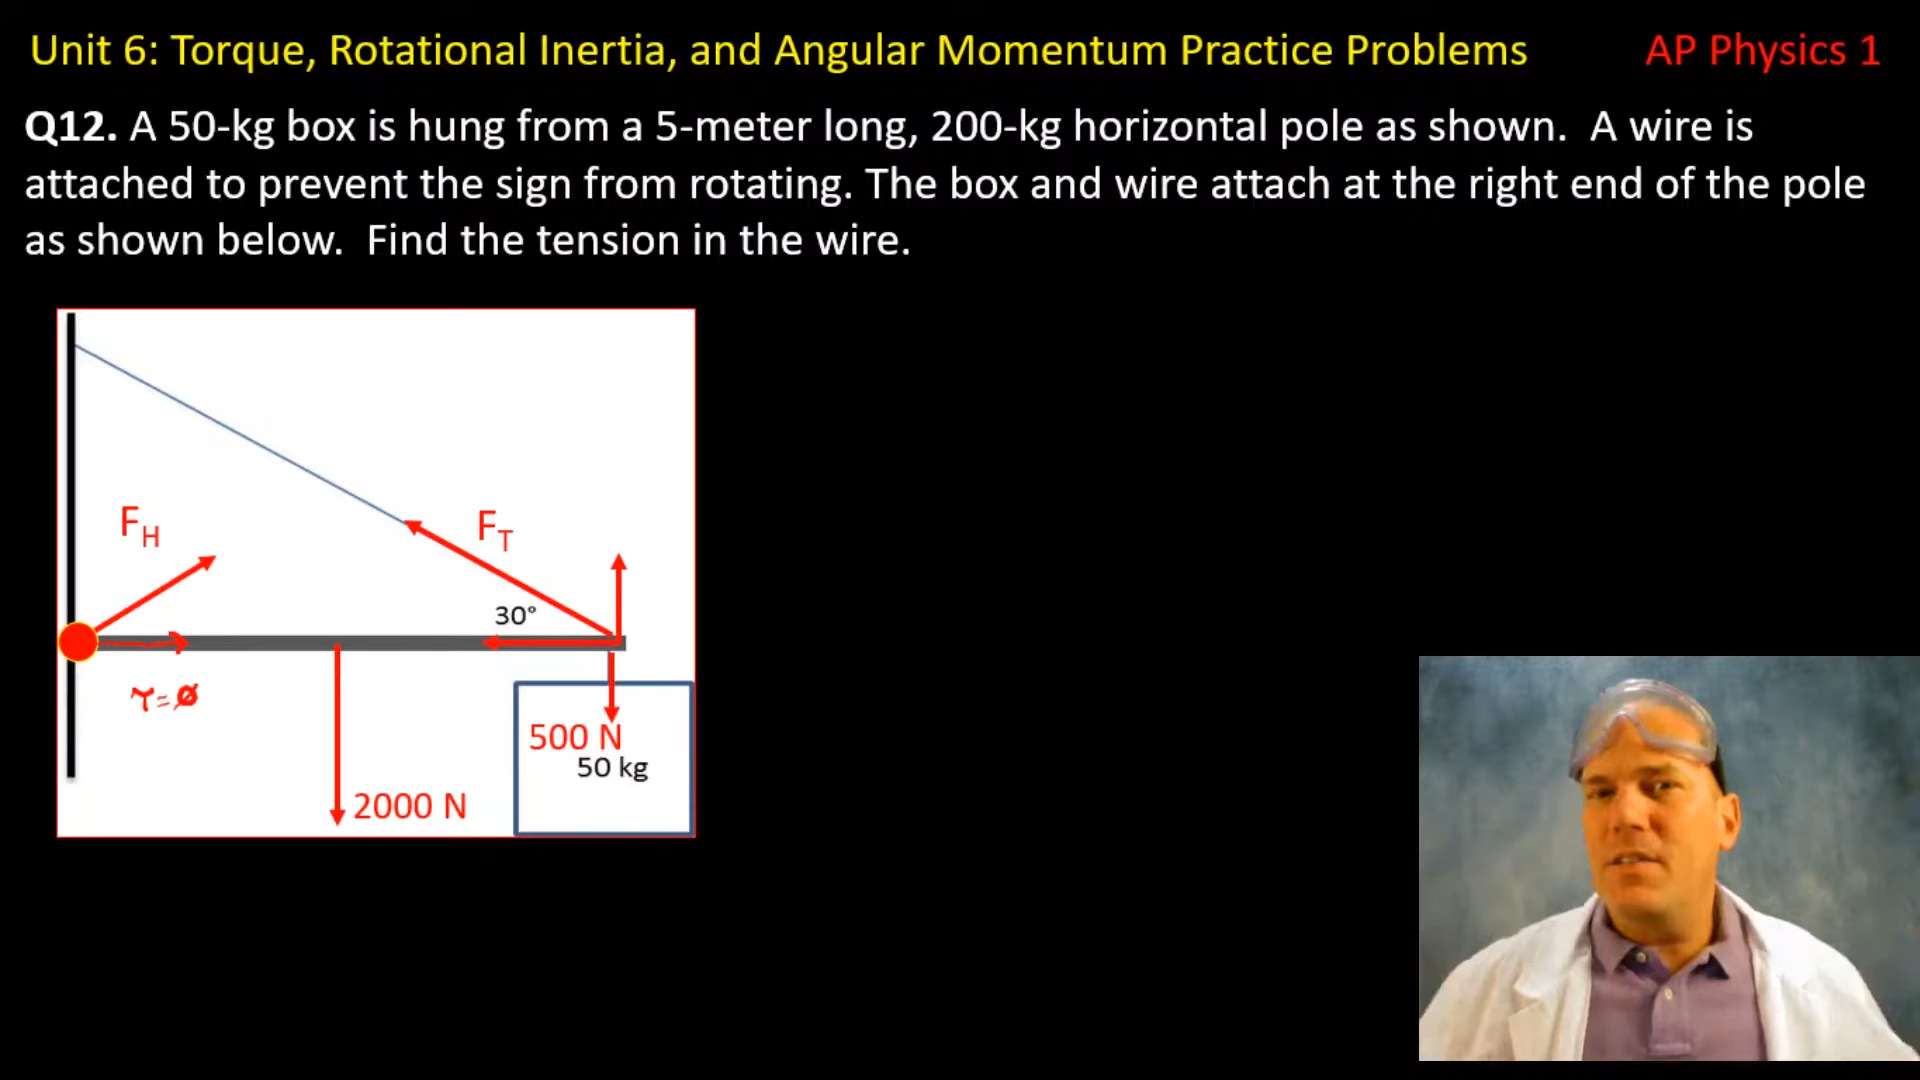 Unit 6: Torque, Rotational Inertia, and Angular Momentum Practice Problems AP Physics 1
Q12. A 50-kg box is hung from a 5-meter long, 200-kg horizontal pole as shown. A wire is
attached to prevent the sign from rotating. The box and wire attach at the right end of the pole
as shown below. Find the tension in the wire.
F_H
F_T
30°
τ=∅
500 N
50 kg
2000 N